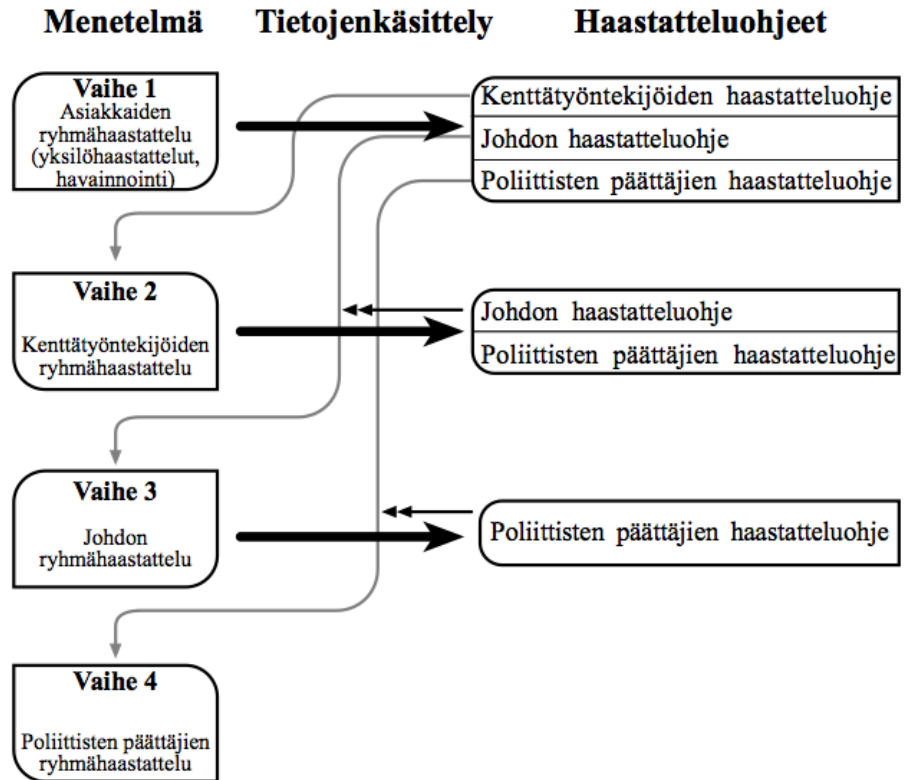 Menetelmä Tietojenkäsittely Haastatteluohjeet
Vaihe 1
Asiakkaiden
ryhmähaastattelu
(yksilöhaastattelut,
havainnointi)
Kenttätyöntekijöiden haastatteluohje
Johdon haastatteluohje
Poliittisten päättäjien haastatteluohje
Vaihe 2
Kenttätyöntekijöiden
ryhmähaastattelu
Johdon haastatteluohje
Poliittisten päättäjien haastatteluohje
Vaihe 3
Johdon
ryhmähaastattelu
Poliittisten päättäjien haastatteluohje
Vaihe 4
Poliittisten päättäjien
ryhmähaastattelu